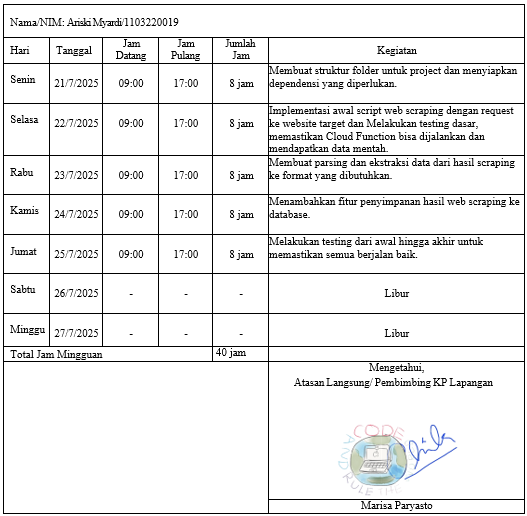 Nama/NIM: Ariski Myardi/1103220019
Hari Tanggal Jam Datang Jam Pulang Jumlah Jam Kegiatan
Senin 21/7/2025 09:00 17:00 8 jam Membuat struktur folder untuk project dan menyiapkan
dependensi yang diperlukan.
Selasa 22/7/2025 09:00 17:00 8 jam Implementasi awal script web scraping dengan request
ke website target dan Melakukan testing dasar,
memastikan Cloud Function bisa dijalankan dan
mendapatkan data mentah.
Rabu 23/7/2025 09:00 17:00 8 jam Membuat parsing dan ekstraksi data dari hasil scraping
ke format yang dibutuhkan.
Kamis 24/7/2025 09:00 17:00 8 jam Menambahkan fitur penyimpanan hasil web scraping ke
database.
Jumat 25/7/2025 09:00 17:00 8 jam Melakukan testing dari awal hingga akhir untuk
memastikan semua berjalan baik.
Sabtu 26/7/2025 - - - Libur
Minggu 27/7/2025 - - - Libur
Total Jam Mingguan 40 jam
Mengetahui,
Atasan Langsung/ Pembimbing KP Lapangan
CODE
AND
RULE THE
Marisa Paryasto